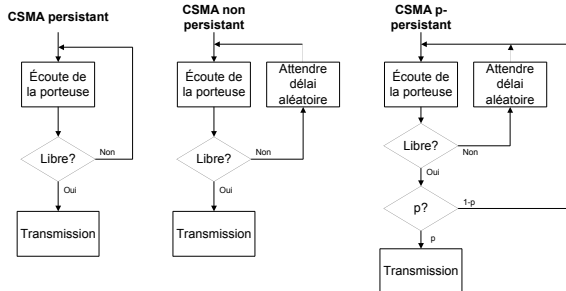 CSMA persistant
Écoute de
la porteuse
Libre?
Non
Oui
Transmission
CSMA non
persistant
Écoute de
la porteuse
Attendre
délai
aléatoire
Libre?
Non
Oui
Transmission
CSMA p-
persistant
Écoute de
la porteuse
Attendre
délai
aléatoire
Libre?
Non
Oui
p?
1-p
p
Transmission